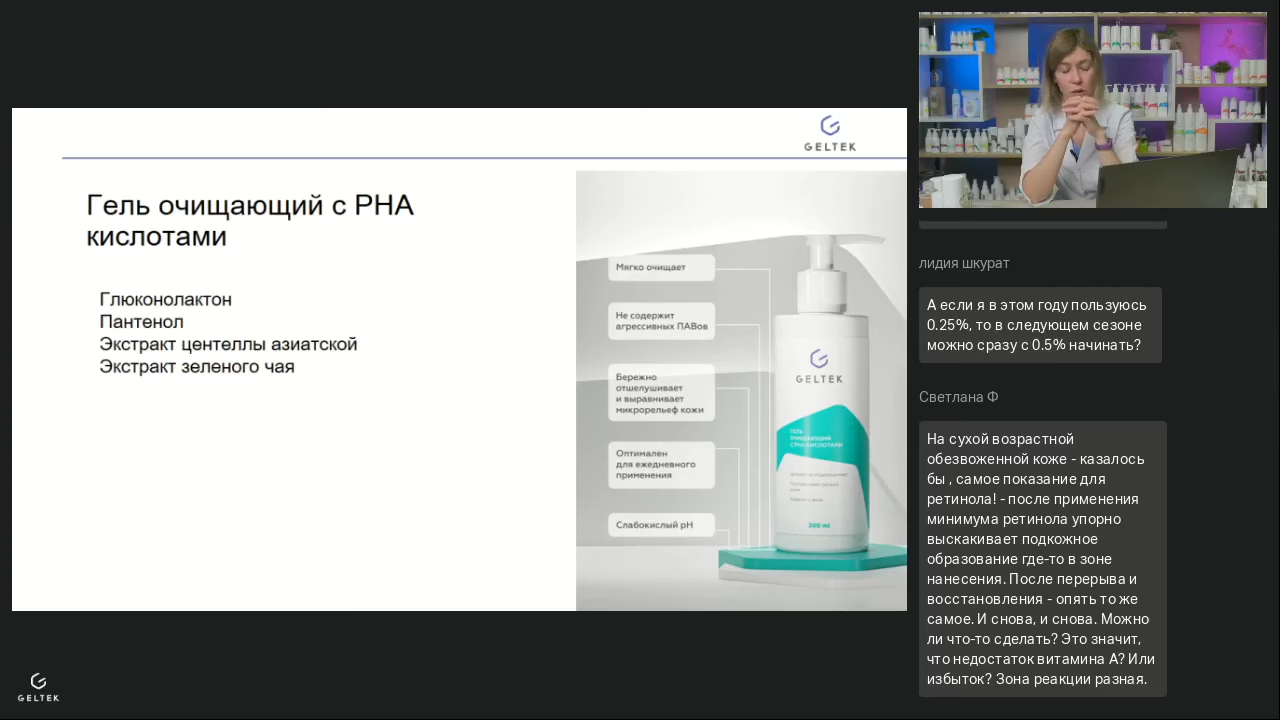 GELTEK
Гель очищающий с PHA
кислотами
Глюконолактон
Пантенол
Экстракт центеллы азиатской
Экстракт зеленого чая
Мягко очищает
Не содержит
агрессивных ПАВов
Бережно
отшелушивает
и выравнивает
микрорельеф кожи
Оптимален
для ежедневного
применения
Слабокислый pH
GELTEK
ГЕЛЬ
ОЧИЩАЮЩИЙ
С PHA КИСЛОТАМИ
200 ml
GELTEK
лидия шкурат
А если я в этом году пользуюсь
0.25%, то в следующем сезоне
можно сразу с 0.5% начинать?
Светлана Ф
На сухой возрастной
обезвоженной коже - казалось
бы , самое показание для
ретинола! - после применения
минимума ретинола упорно
выскакивает подкожное
образование где-то в зоне
нанесения. После перерыва и
восстановления - опять то же
самое. И снова, и снова. Можно
ли что-то сделать? Это значит,
что недостаток витамина А? Или
избыток? Зона реакции разная.